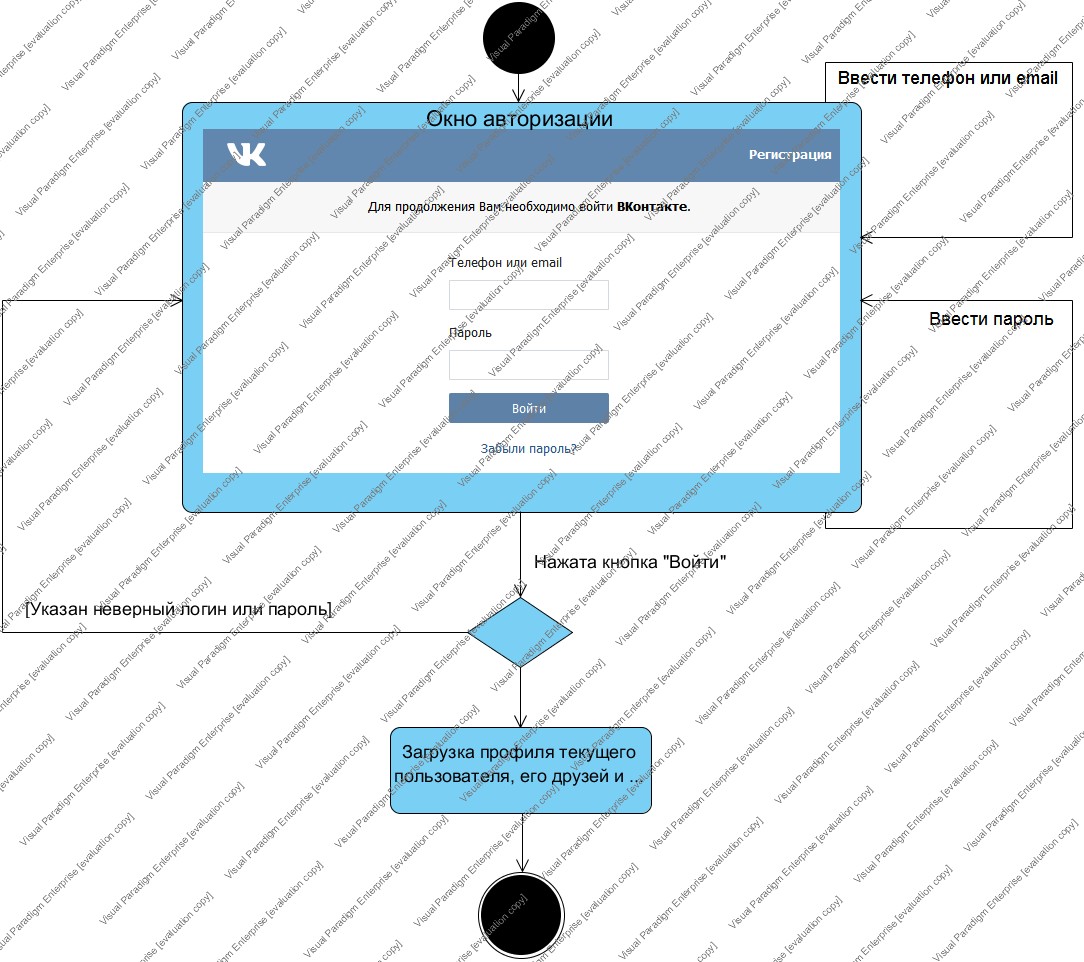 Ввести телефон или email
Окно авторизации
VK
Регистрация
Для продолжения Вам необходимо войти ВКонтакте.
Телефон или email
Пароль
Ввести пароль
Войти
Забыли пароль?
Нажата кнопка "Войти"
[Указан неверный логин или пароль]
Загрузка профиля текущего
пользователя, его друзей и ...
Visual Paradigm Enterprise [evaluation copy]